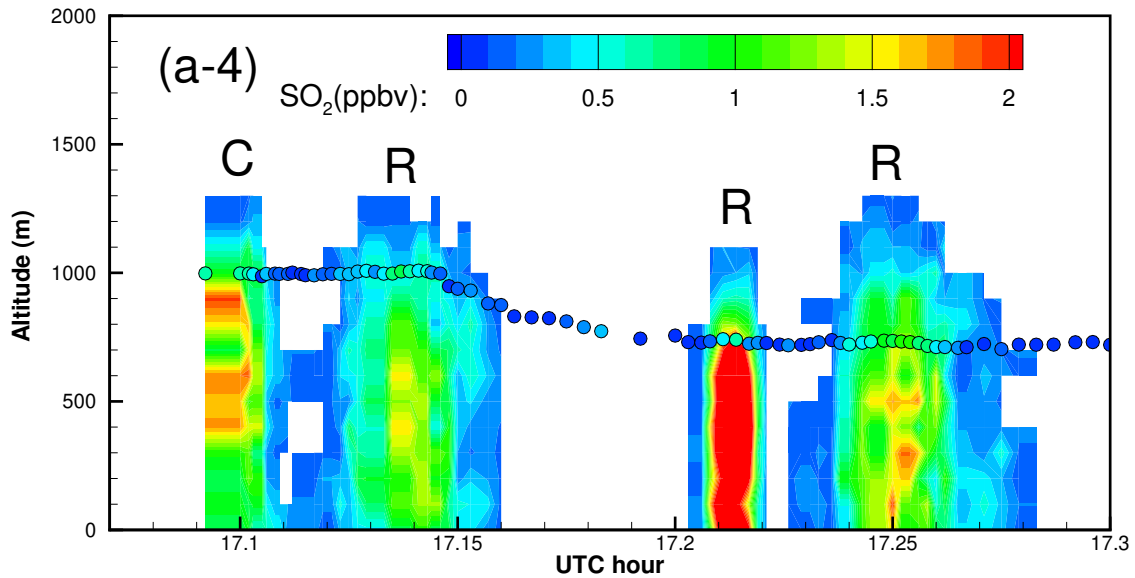 2000
(a-4)
SO₂(ppbv): 0 0.5 1 1.5 2
1500
C R R R
1000
500
0
Altitude (m)
17.1 17.15 17.2 17.25 17.3
UTC hour